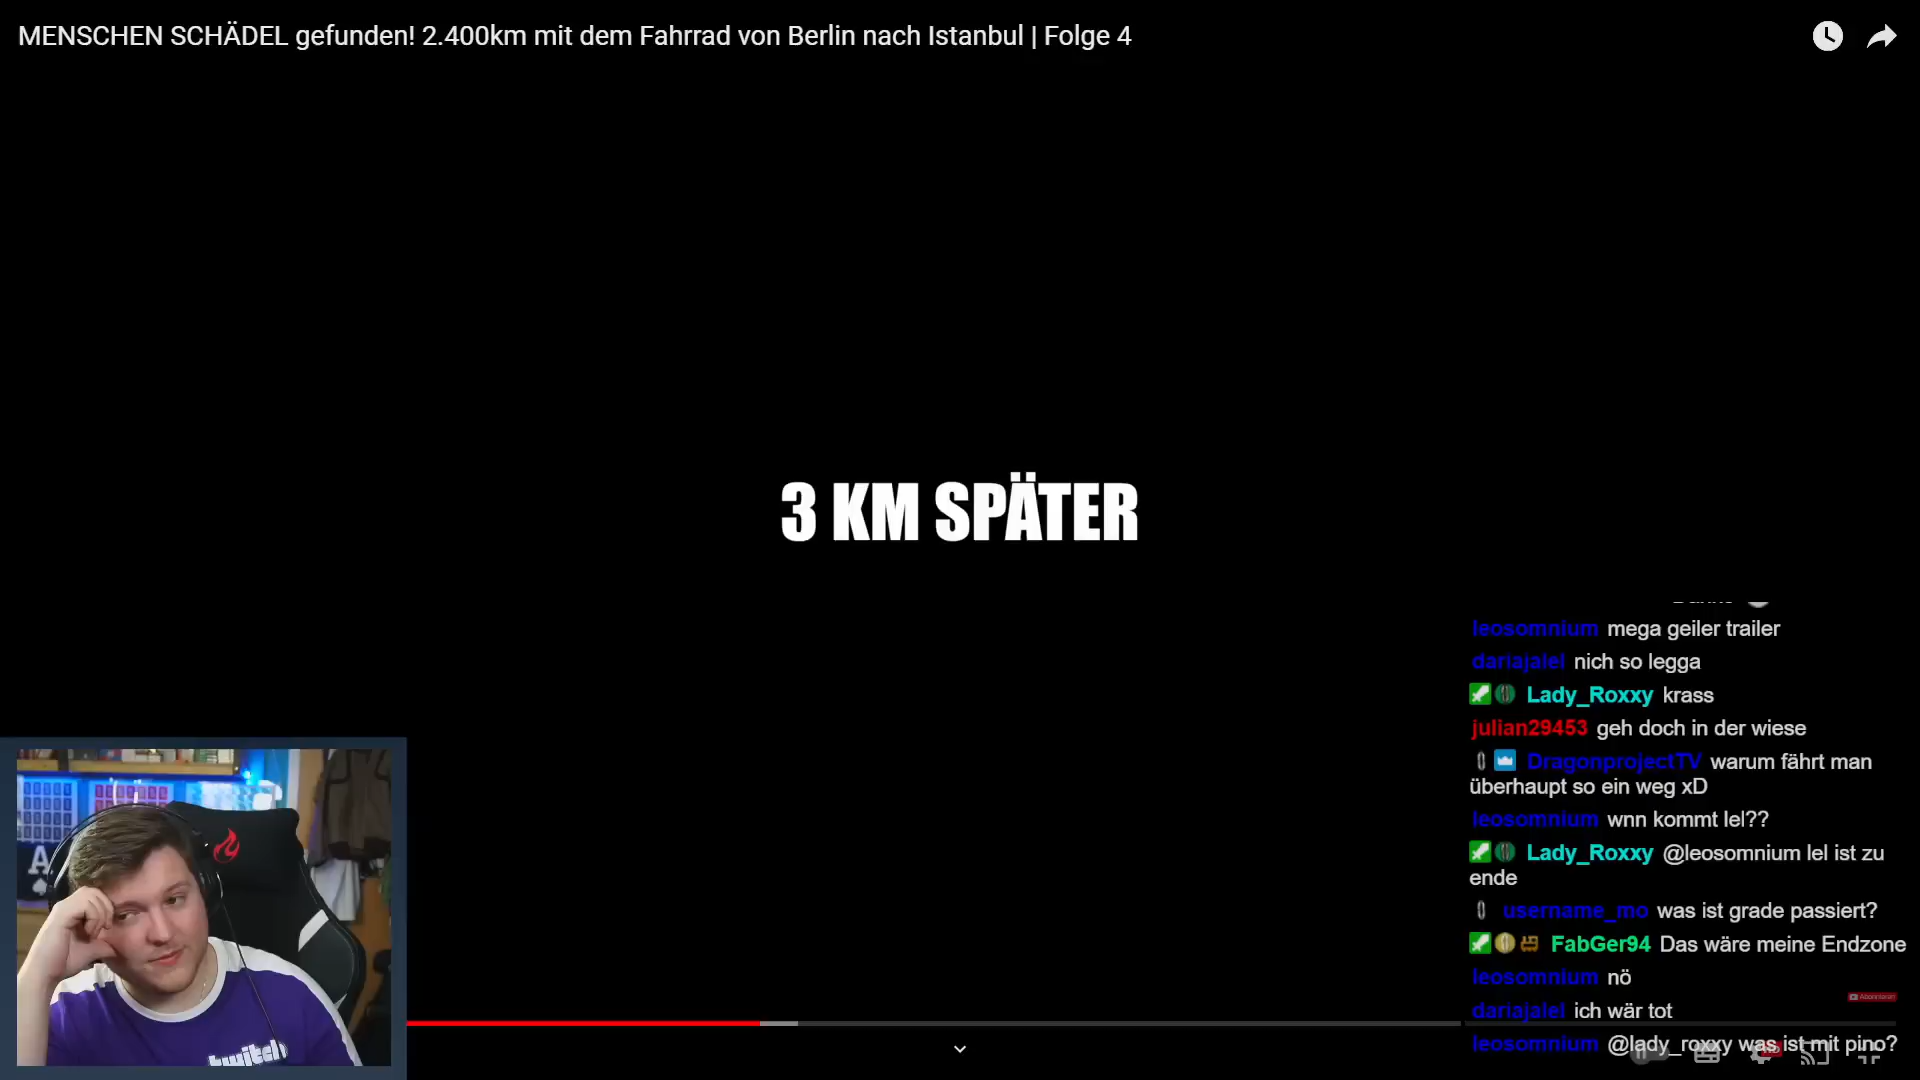 MENSCHEN SCHÄDEL gefunden! 2.400km mit dem Fahrrad von Berlin nach Istanbul | Folge 4
3 KM SPÄTER
leosomnium mega geiler trailer
dariajalel nich so legga
Lady_Roxxy krass
julian29453 geh doch in der wiese
DragonprojectTV warum fährt man
überhaupt so ein weg xD
leosomnium wnn kommt lel??
Lady_Roxxy @leosomnium lel ist zu
ende
username_mo was ist grade passiert?
FabGer94 Das wäre meine Endzone
leosomnium nö
Abonnieren
dariajalel ich wär tot
leosomnium @lady_roxxy was ist mit pino?
A
twitch